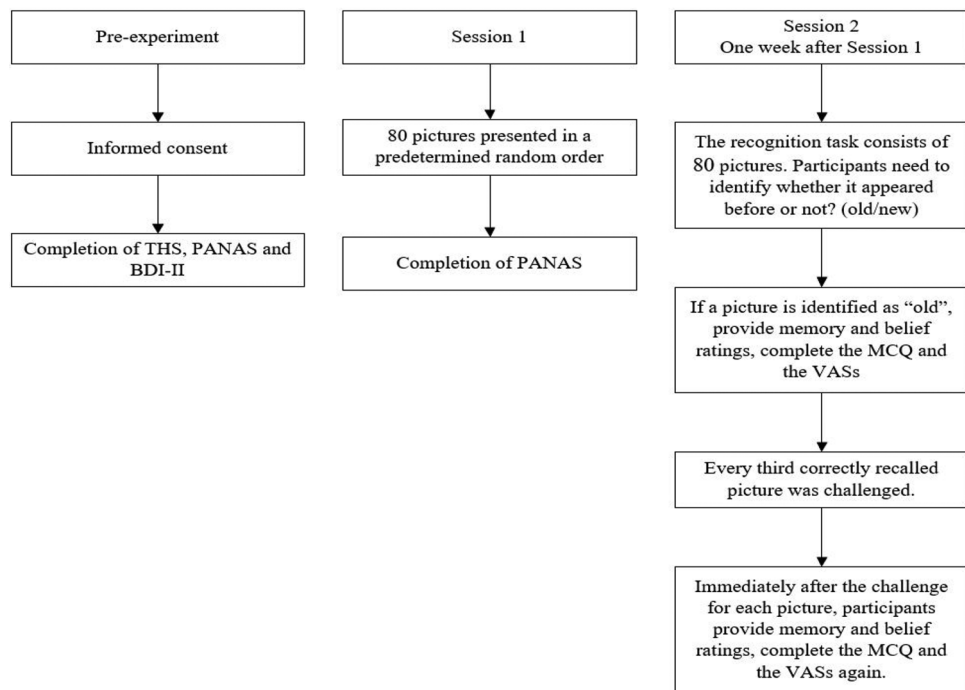 Pre-experiment
Informed consent
Completion of THS, PANAS and
BDI-II
Session 1
80 pictures presented in a
predetermined random order
Completion of PANAS
Session 2
One week after Session 1
The recognition task consists of
80 pictures. Participants need to
identify whether it appeared
before or not? (old/new)
If a picture is identified as “old”,
provide memory and belief
ratings, complete the MCQ and
the VASs
Every third correctly recalled
picture was challenged.
Immediately after the challenge
for each picture, participants
provide memory and belief
ratings, complete the MCQ and
the VASs again.